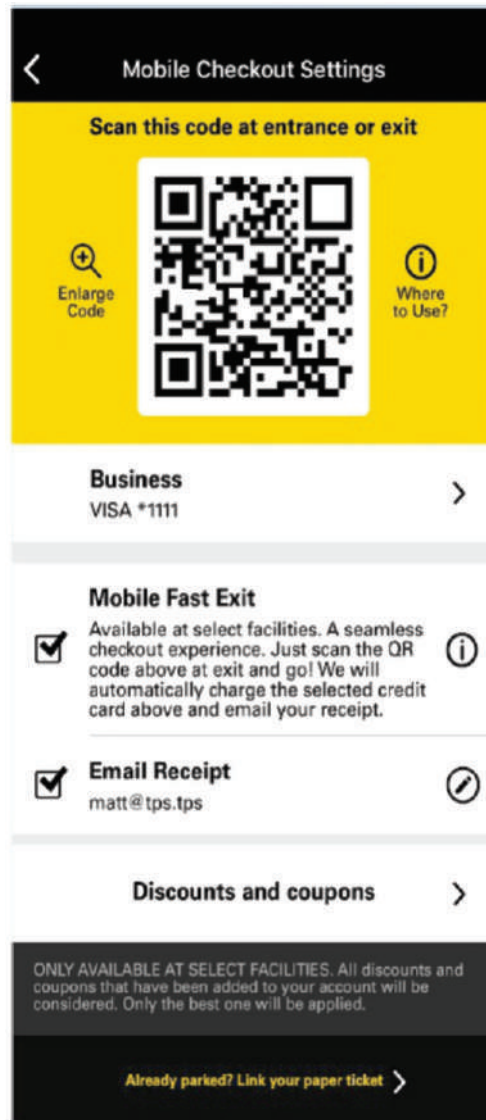 Mobile Checkout Settings
Scan this code at entrance or exit
Enlarge
Code
Where
to Use?
Business
VISA *1111
Mobile Fast Exit
Available at select facilities. A seamless
checkout experience. Just scan the QR
code above at exit and go! We will
automatically charge the selected credit
card above and email your receipt.
Email Receipt
matt@tps.tps
Discounts and coupons
ONLY AVAILABLE AT SELECT FACILITIES. All discounts and
coupons that have been added to your account will be
considered. Only the best one will be applied.
Already parked? Link your paper ticket